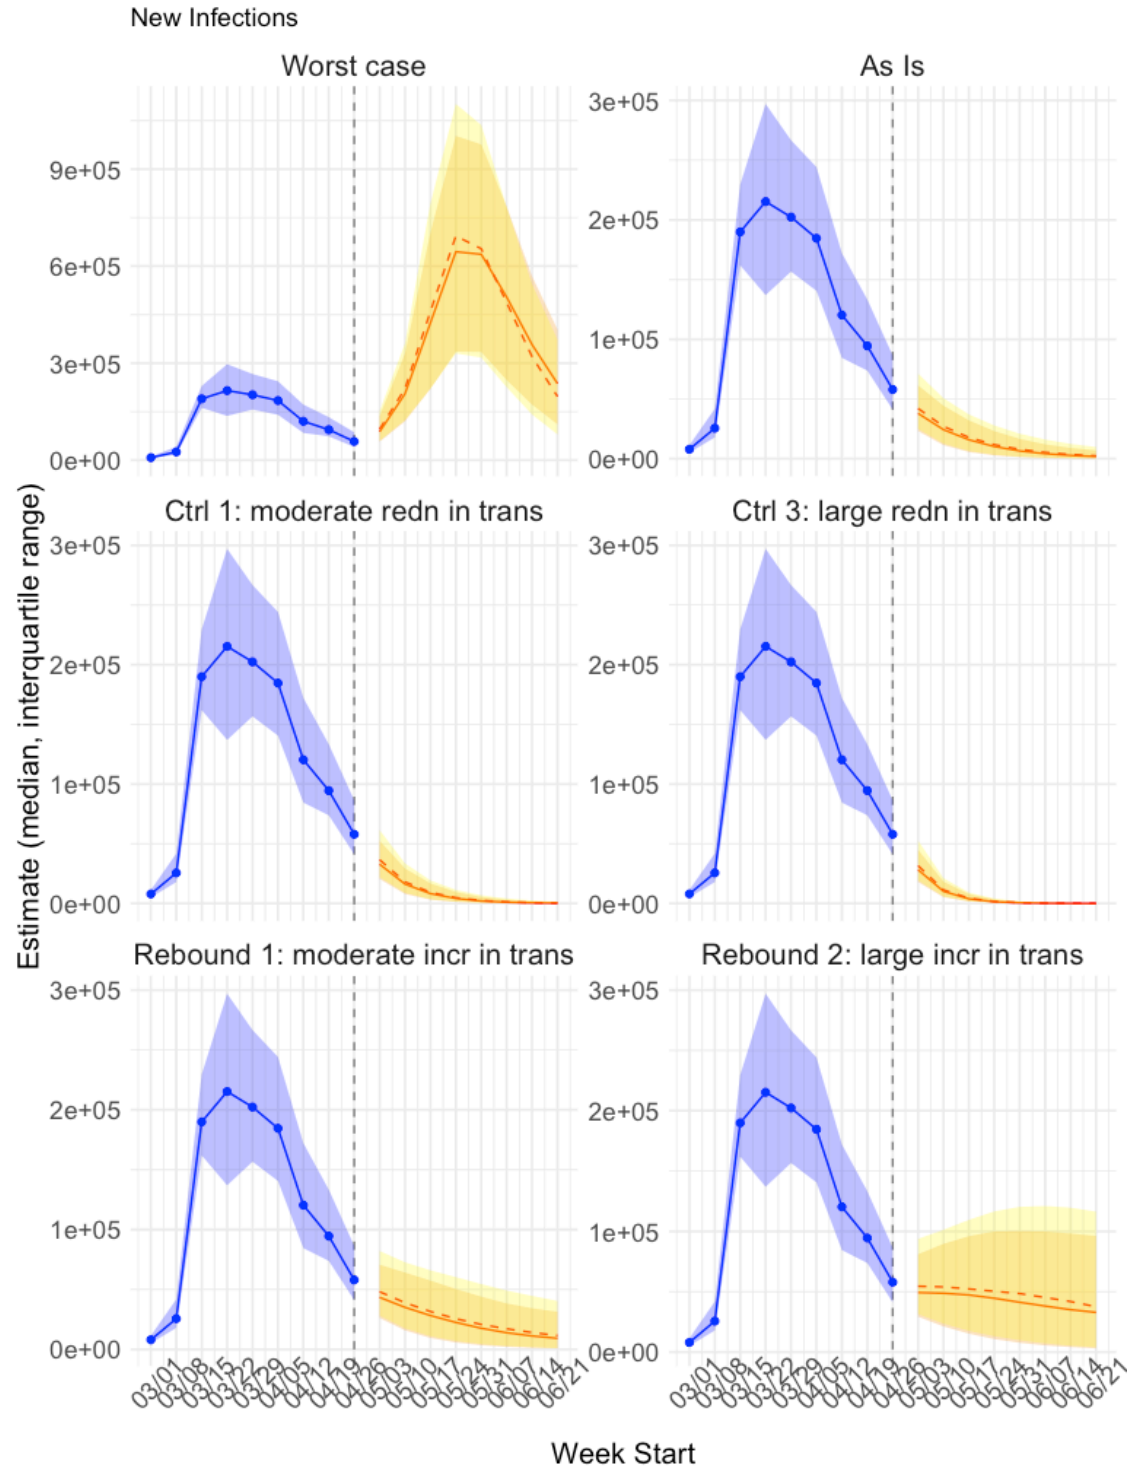 New Infections
Worst case
As Is
9e+05
6e+05
3e+05
0e+00
3e+05
2e+05
1e+05
0e+00
Estimate (median, interquartile range)
Ctrl 1: moderate redn in trans
Ctrl 3: large redn in trans
3e+05
2e+05
1e+05
0e+00
3e+05
2e+05
1e+05
0e+00
Rebound 1: moderate incr in trans
Rebound 2: large incr in trans
3e+05
2e+05
1e+05
0e+00
3e+05
2e+05
1e+05
0e+00
03/01 03/08 03/15 03/22 03/29 04/05 04/12 04/19 04/26 05/03 05/10 05/17 05/24 05/31 06/07 06/14 06/21
03/01 03/08 03/15 03/22 03/29 04/05 04/12 04/19 04/26 05/03 05/10 05/17 05/24 05/31 06/07 06/14 06/21
Week Start